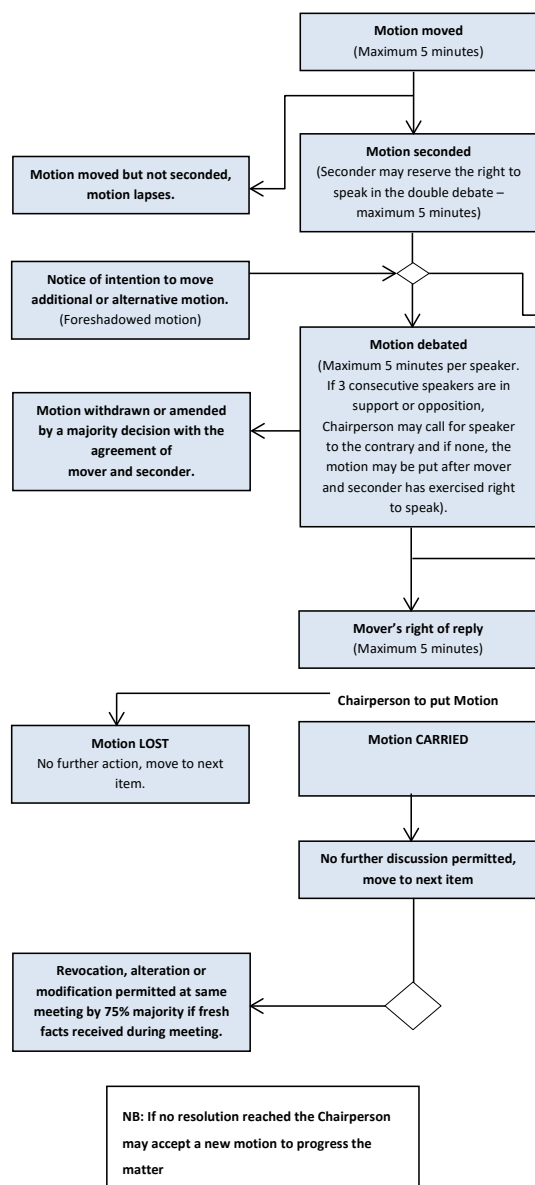 Motion moved
(Maximum 5 minutes)
Motion seconded
(Seconder may reserve the right to
speak in the double debate –
maximum 5 minutes)
Motion moved but not seconded,
motion lapses.
Notice of intention to move
additional or alternative motion.
(Foreshadowed motion)
Motion debated
(Maximum 5 minutes per speaker.
If 3 consecutive speakers are in
support or opposition,
Chairperson may call for speaker
to the contrary and if none, the
motion may be put after mover
and seconder has exercised right
to speak).
Motion withdrawn or amended
by a majority decision with the
agreement of
mover and seconder.
Mover’s right of reply
(Maximum 5 minutes)
Chairperson to put Motion
Motion LOST
No further action, move to next
item.
Motion CARRIED
No further discussion permitted,
move to next item
Revocation, alteration or
modification permitted at same
meeting by 75% majority if fresh
facts received during meeting.
NB: If no resolution reached the Chairperson
may accept a new motion to progress the
matter